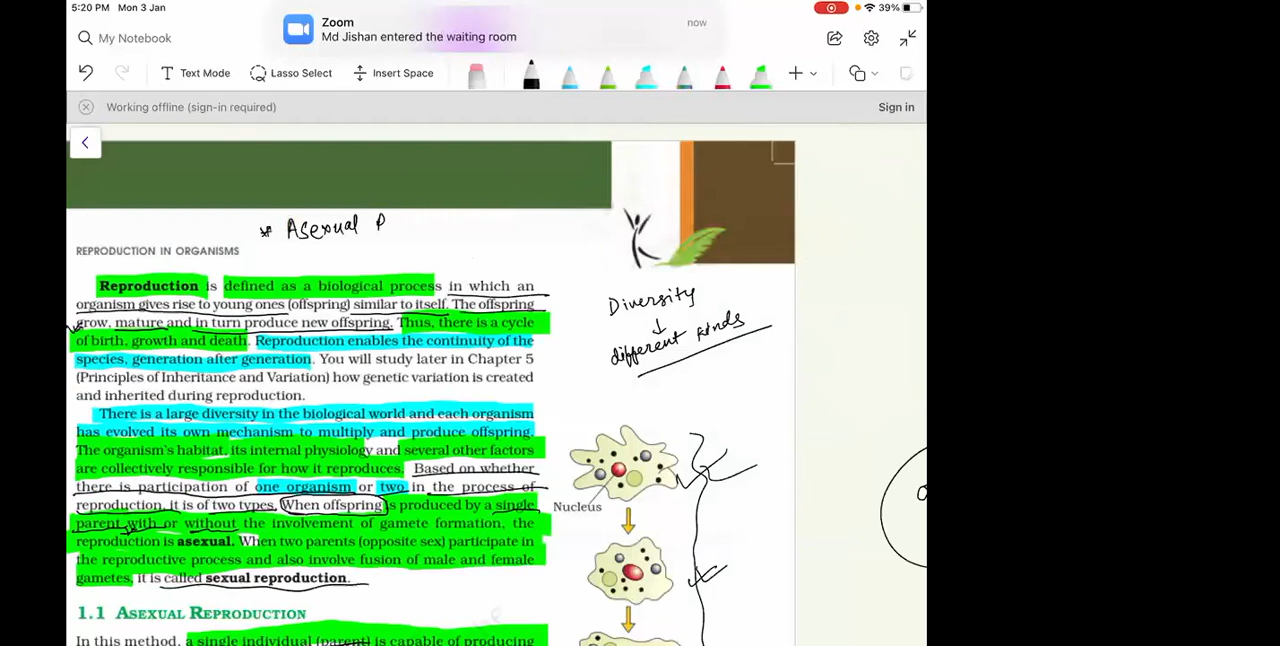 5:20 PM Mon 3 Jan
39%
Zoom
now
Md Jishan entered the waiting room
My Notebook
Text Mode
Lasso Select
Insert Space
Working offline (sign-in required)
Sign in
* Asexual
REPRODUCTION IN ORGANISMS
Reproduction is defined as a biological process in which an
organism gives rise to young ones (offspring) similar to itself. The offspring
grow, mature and in turn produce new offspring. Thus, there is a cycle
of birth, growth and death. Reproduction enables the continuity of the
species, generation after generation. You will study later in Chapter 5
(Principles of Inheritance and Variation) how genetic variation is created
and inherited during reproduction.
There is a large diversity in the biological world and each organism
has evolved its own mechanism to multiply and produce offspring.
The organism's habitat, its internal physiology and several other factors
are collectively responsible for how it reproduces. Based on whether
there is participation of one organism or two in the process of
reproduction, it is of two types. When offspring is produced by a single
parent with or without the involvement of gamete formation, the
reproduction is asexual. When two parents (opposite sex) participate in
the reproductive process and also involve fusion of male and female
gametes, it is called sexual reproduction.
1.1 ASEXUAL REPRODUCTION
In this method, a single individual (parent) is capable of producing
Diversity
↓
different kinds
Nucleus